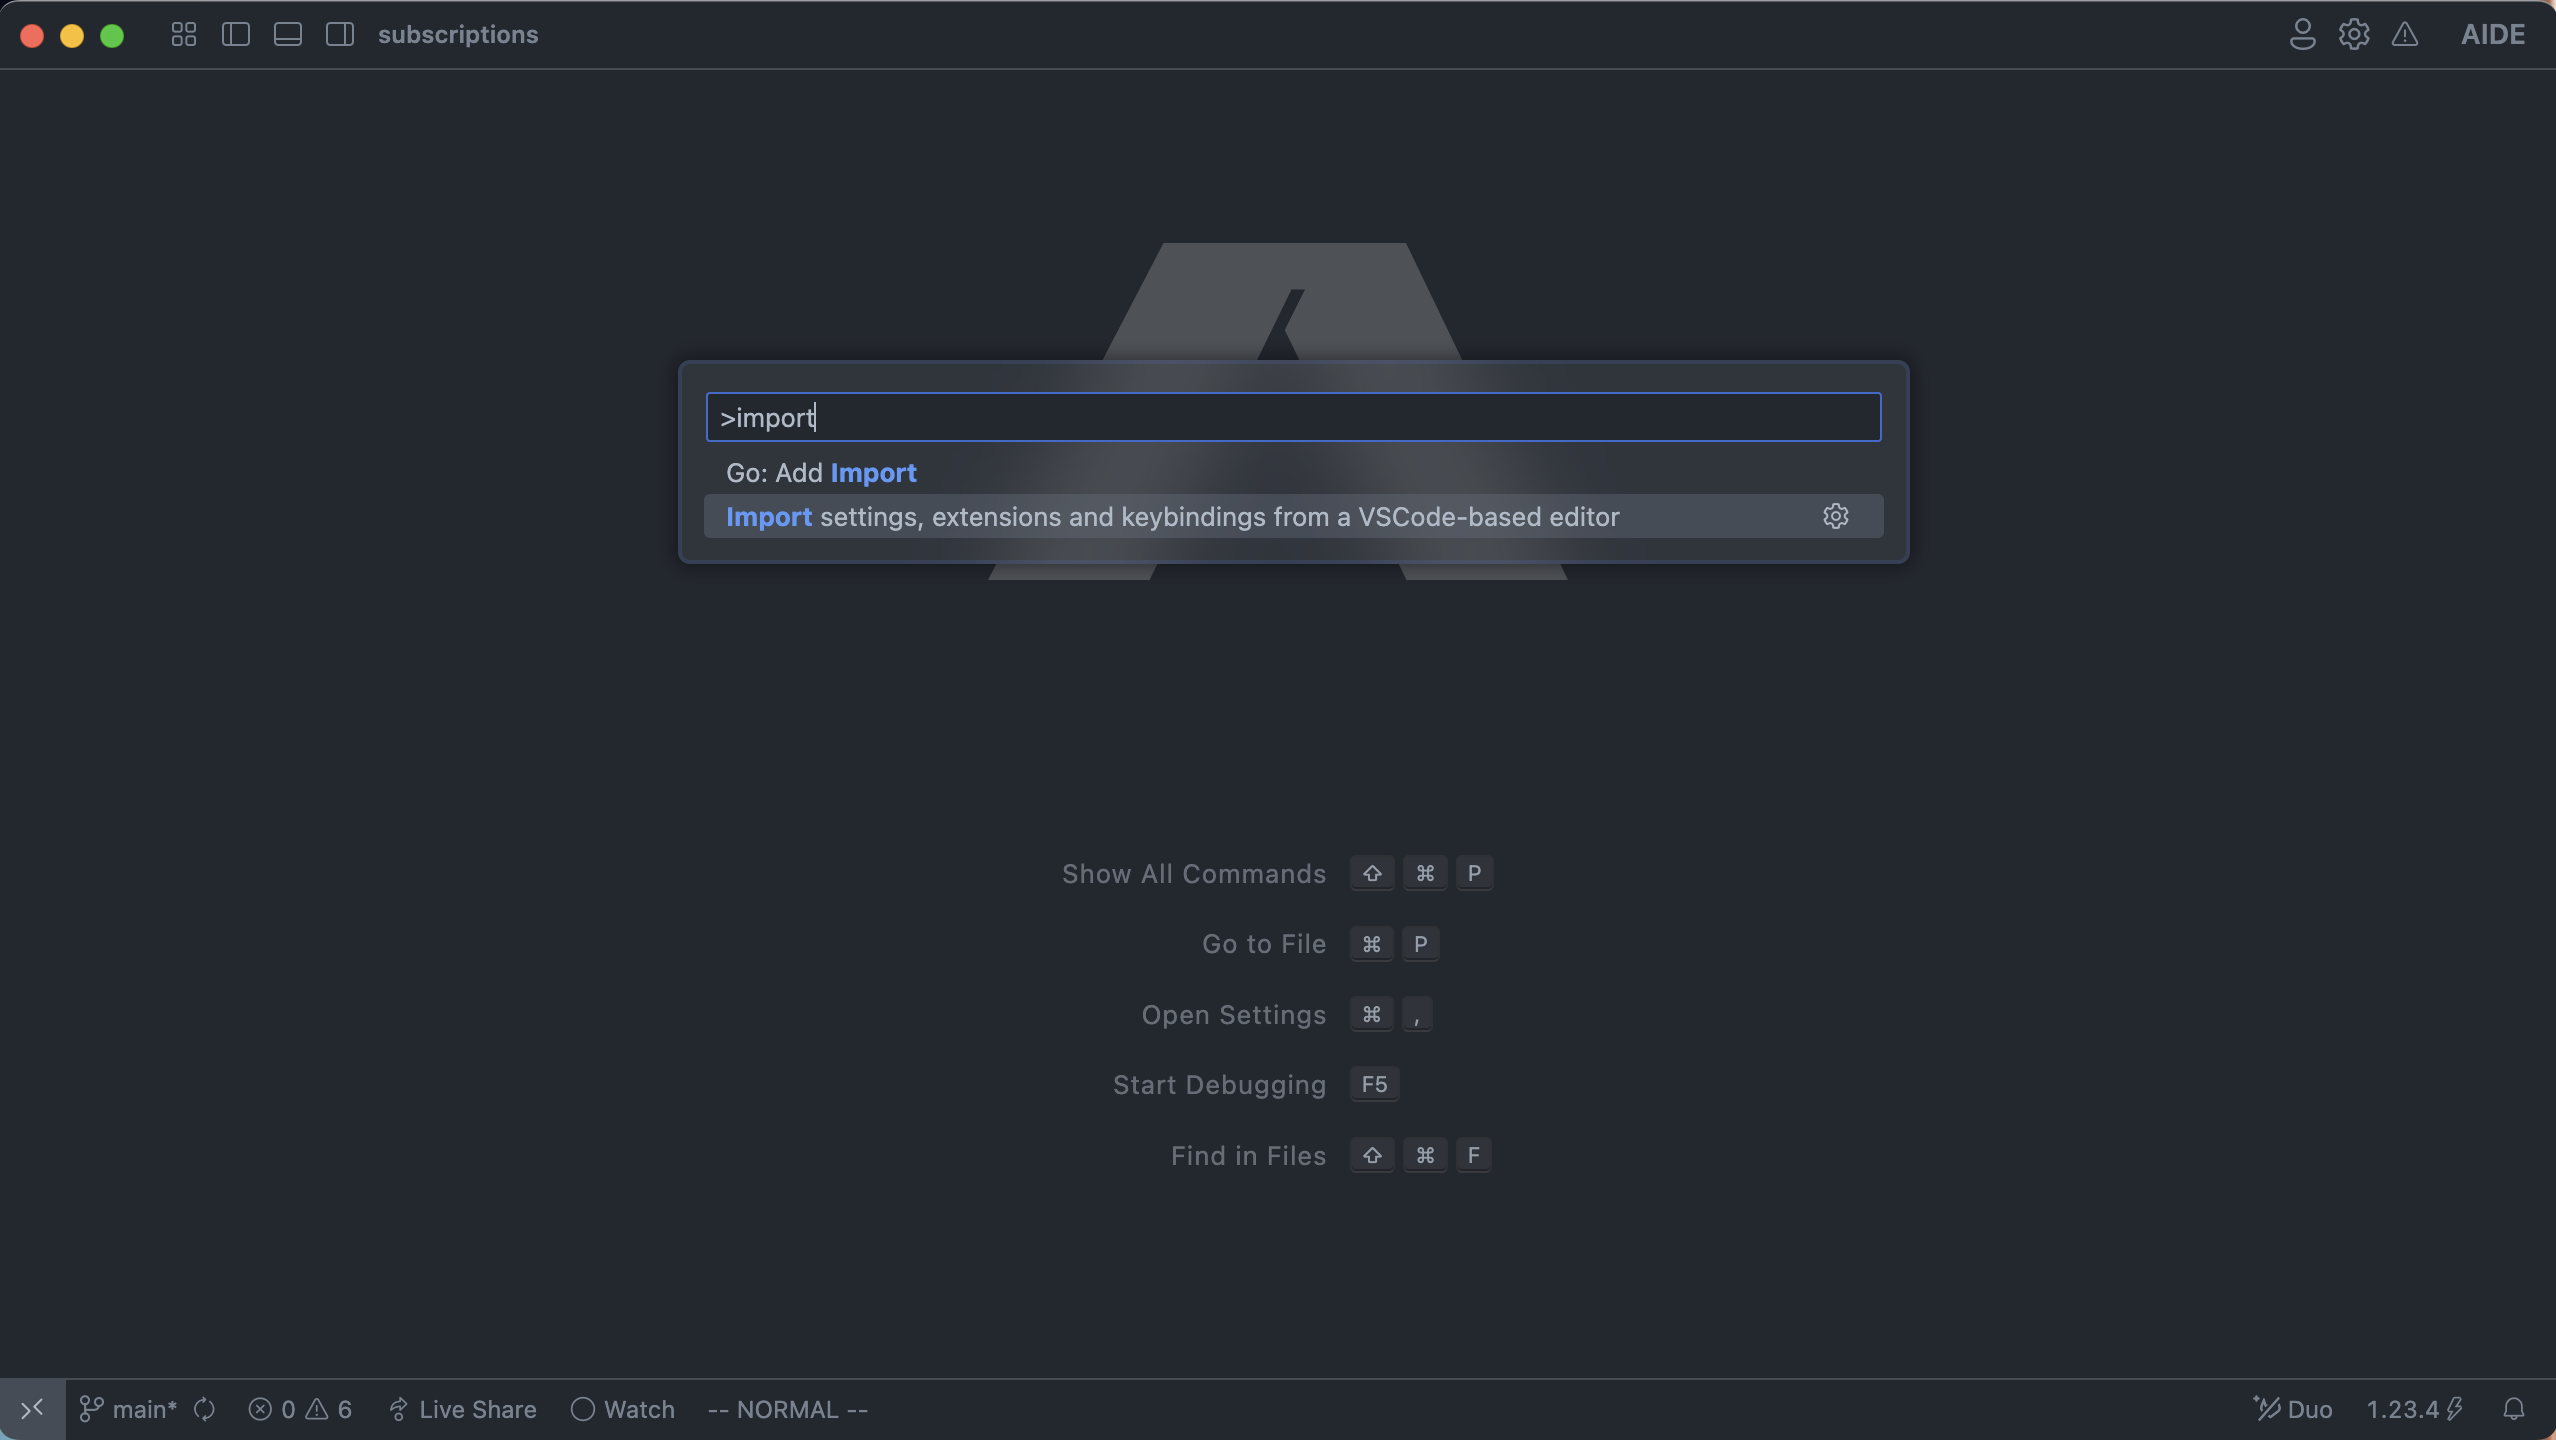 subscriptions
AIDE
>import
Go: Add Import
Import settings, extensions and keybindings from a VSCode-based editor
Show All Commands ⇧ ⌘ P
Go to File ⌘ P
Open Settings ⌘ ,
Start Debugging F5
Find in Files ⇧ ⌘ F
main* 0 6 Live Share Watch -- NORMAL -- Duo 1.23.4